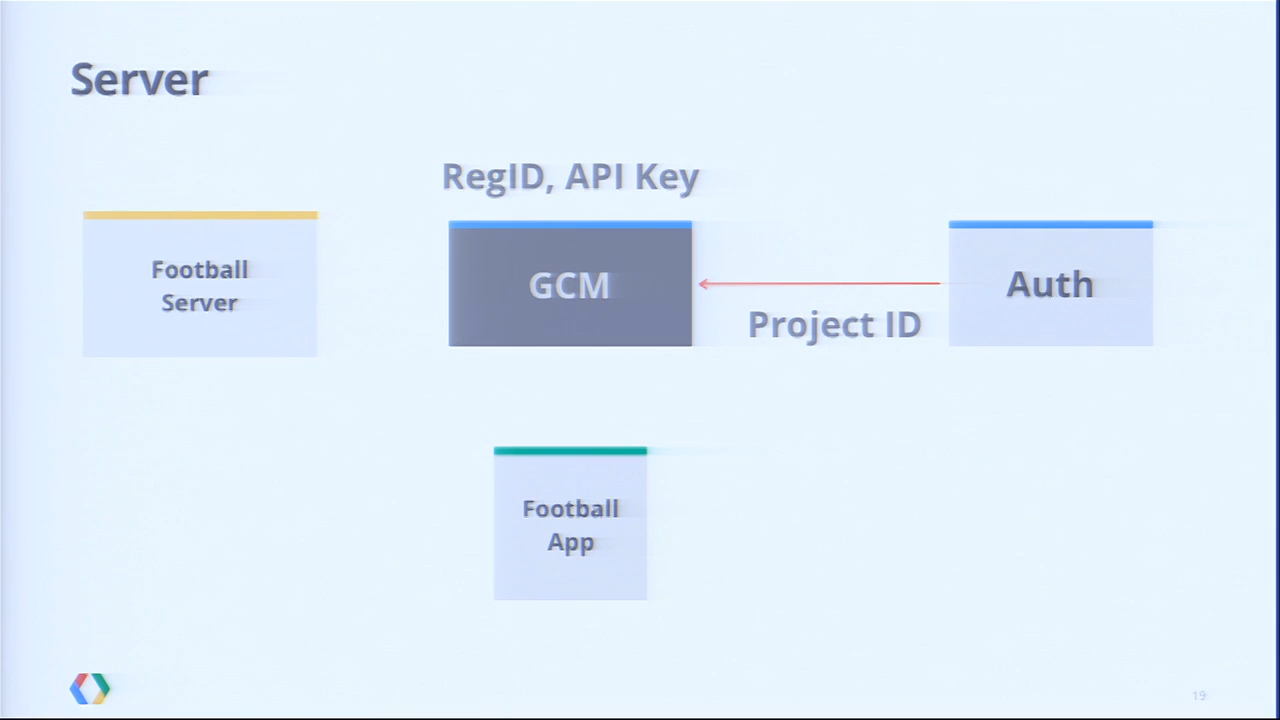 Server
RegID, API Key
Football
Server
GCM
Auth
Project ID
Football
App
19